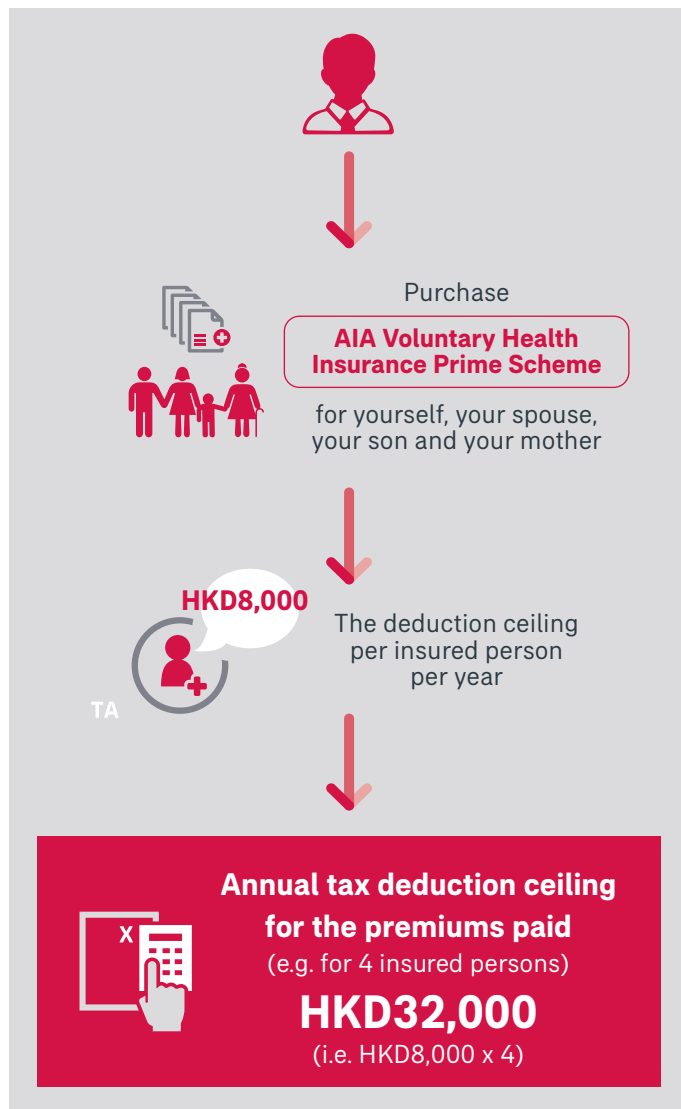 Purchase
AIA Voluntary Health
Insurance Prime Scheme
for yourself, your spouse,
your son and your mother
HKD8,000
The deduction ceiling
per insured person
per year
TA
Annual tax deduction ceiling
for the premiums paid
(e.g. for 4 insured persons)
X
HKD32,000
(i.e. HKD8,000 x 4)